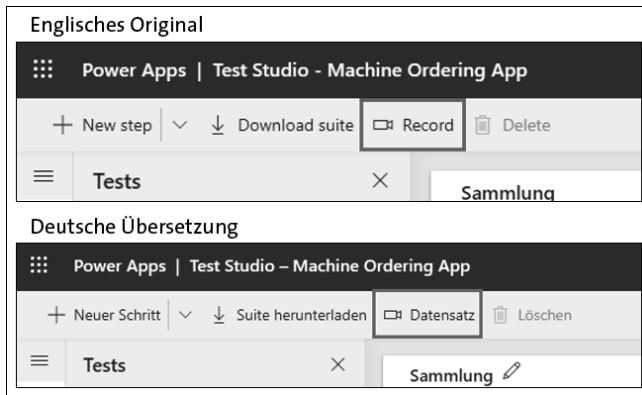 Englisches Original
Power Apps | Test Studio - Machine Ordering App
New step Download suite Record Delete
Tests Sammlung
Deutsche Übersetzung
Power Apps | Test Studio – Machine Ordering App
Neuer Schritt Suite herunterladen Datensatz Löschen
Tests Sammlung